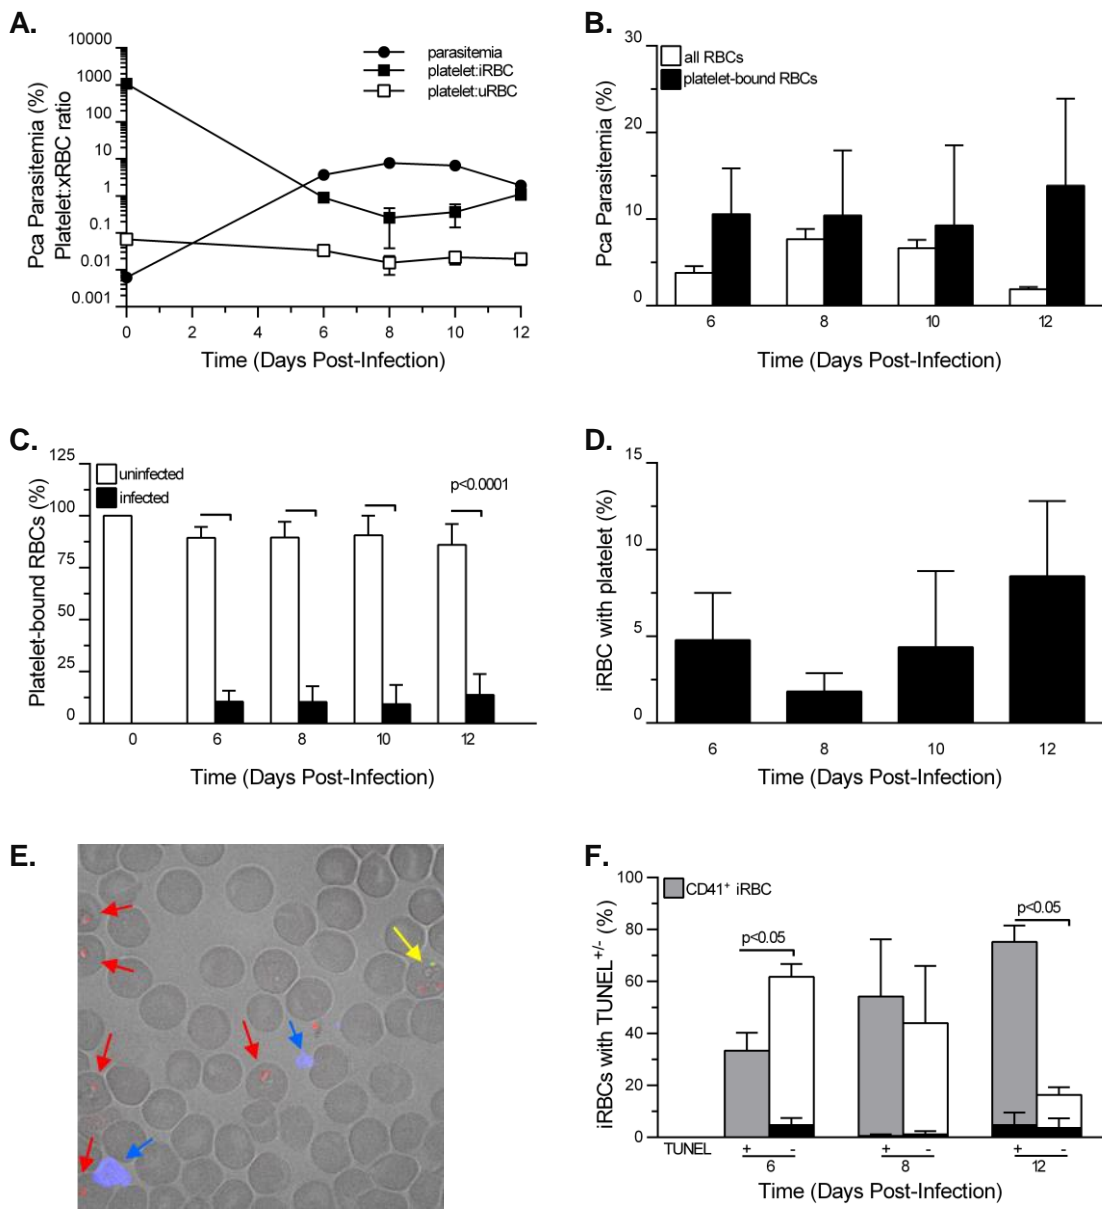 A.
10000
1000
100
10
1
0.1
0.01
0.001
Pca Parasitemia (%)
Platelet:xRBC ratio
parasitemia
platelet:iRBC
platelet:uRBC
0 2 4 6 8 10 12
Time (Days Post-Infection)
B.
30
20
10
0
Pca Parasitemia (%)
all RBCs
platelet-bound RBCs
6 8 10 12
Time (Days Post-Infection)
C.
125
100
75
50
25
0
Platelet-bound RBCs (%)
uninfected
infected
p<0.0001
0 6 8 10 12
Time (Days Post-Infection)
D.
15
10
5
0
iRBC with platelet (%)
6 8 10 12
Time (Days Post-Infection)
E.
F.
100
80
60
40
20
0
iRBCs with TUNEL+/- (%)
CD41+ iRBC
p<0.05
p<0.05
TUNEL + - + - + -
6 8 12
Time (Days Post-Infection)